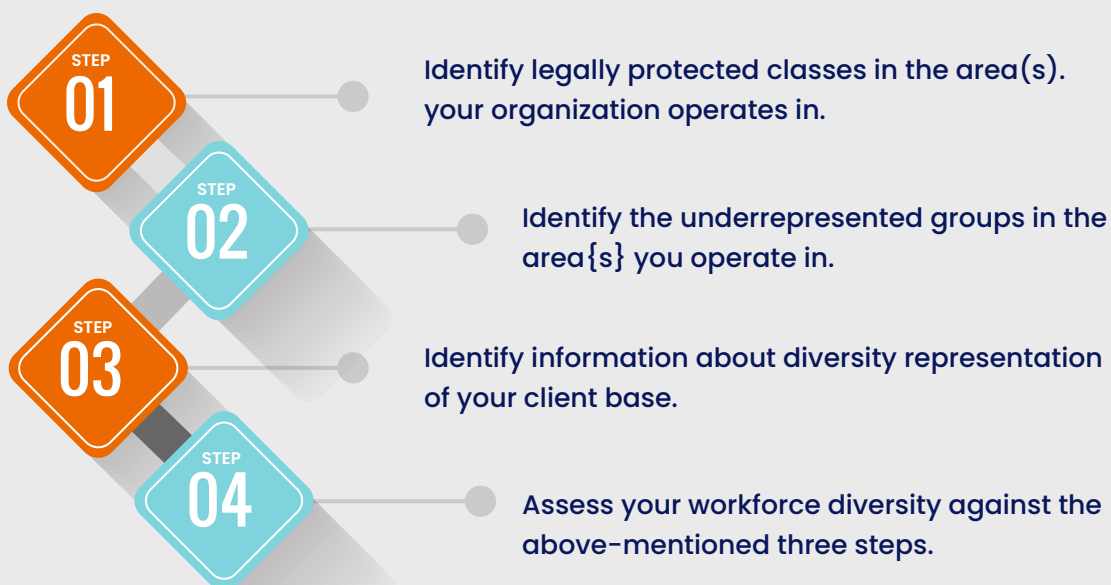 STEP
01
Identify legally protected classes in the area(s).
your organization operates in.
STEP
02
Identify the underrepresented groups in the
area{s} you operate in.
STEP
03
Identify information about diversity representation
of your client base.
STEP
04
Assess your workforce diversity against the
above-mentioned three steps.